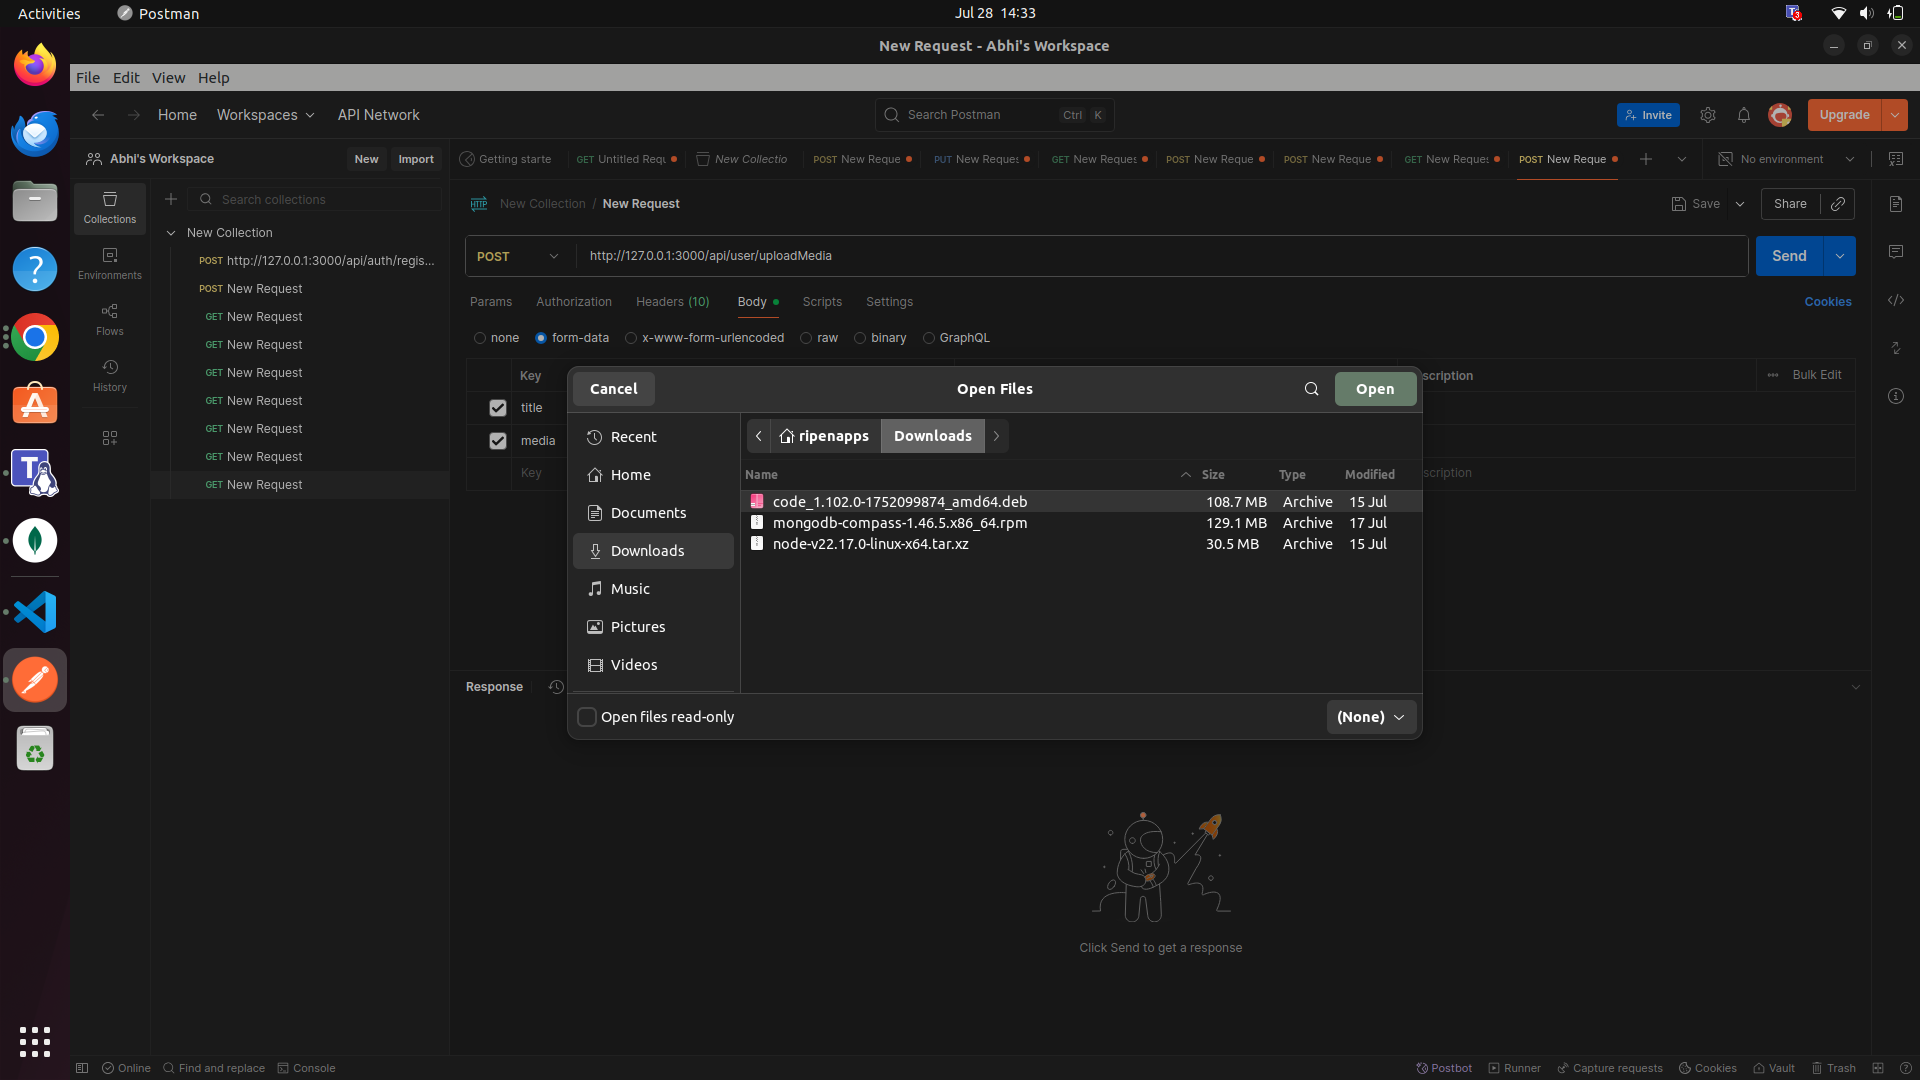 Activities Postman Jul 28 14:33
New Request - Abhi's Workspace
File Edit View Help
Home Workspaces API Network Search Postman Ctrl K Invite Upgrade
Abhi's Workspace New Import Getting starte GET Untitled Requ New Collectio POST New Reque PUT New Reques GET New Reques POST New Reque POST New Reque GET New Reques POST New Reque No environment
Collections
Environments
Flows
History
Search collections
New Collection
POST http://127.0.0.1:3000/api/auth/regis...
POST New Request
GET New Request
GET New Request
GET New Request
GET New Request
GET New Request
GET New Request
GET New Request
HTTP New Collection / New Request Save Share
POST http://127.0.0.1:3000/api/user/uploadMedia Send
Params Authorization Headers (10) Body Scripts Settings Cookies
none form-data x-www-form-urlencoded raw binary GraphQL
Key scription Bulk Edit
title
media
Key scription
Cancel Open Files Open
Recent
Home
Documents
Downloads
Music
Pictures
Videos
ripenapps Downloads
Name Size Type Modified
code_1.102.0-1752099874_amd64.deb 108.7 MB Archive 15 Jul
mongodb-compass-1.46.5.x86_64.rpm 129.1 MB Archive 17 Jul
node-v22.17.0-linux-x64.tar.xz 30.5 MB Archive 15 Jul
Open files read-only (None)
Response
Click Send to get a response
Online Find and replace Console Postbot Runner Capture requests Cookies Vault Trash